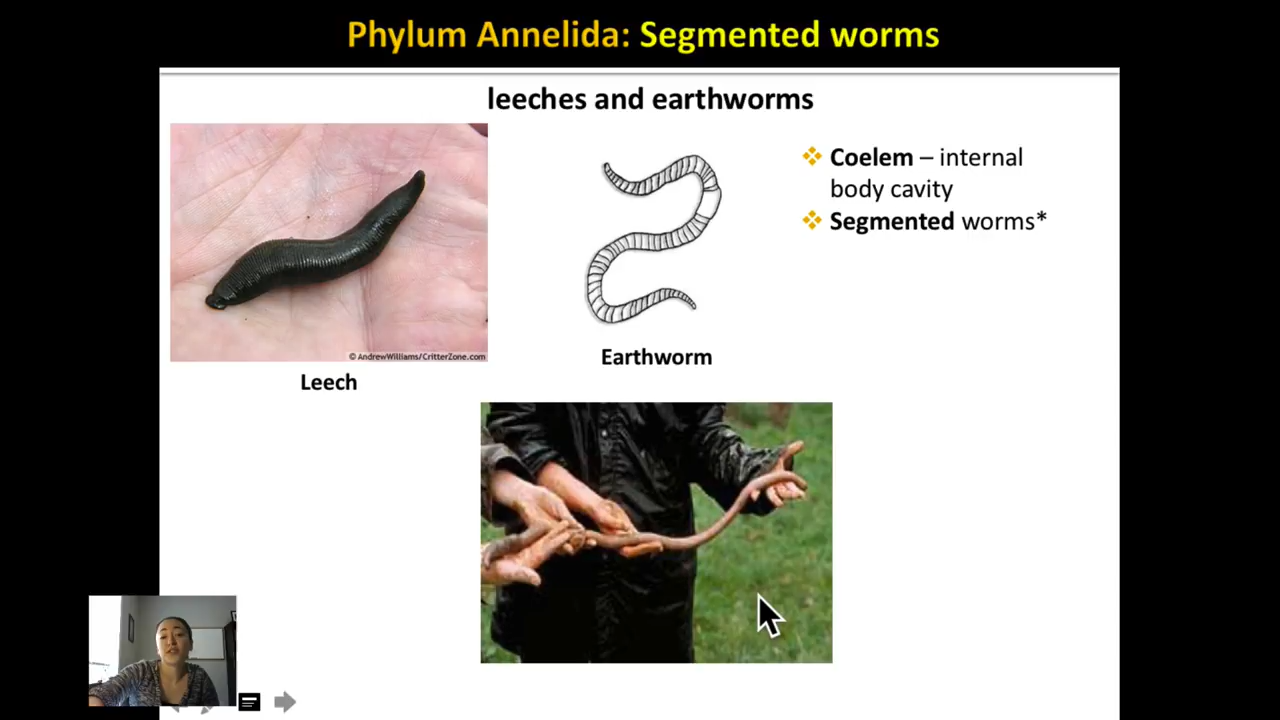 Phylum Annelida: Segmented worms
leeches and earthworms
© AndrewWilliams/CritterZone.com
Leech
Earthworm
❖ Coelem – internal
body cavity
❖ Segmented worms*